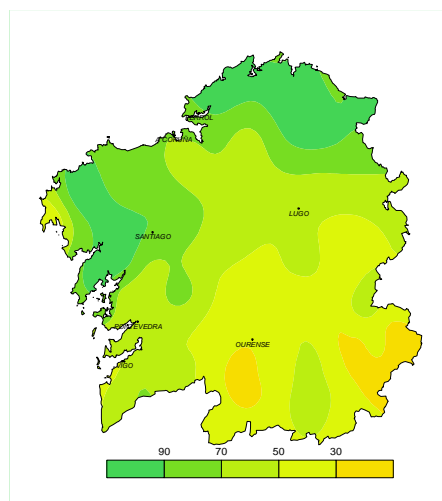 FERROL
A CORUÑA
LUGO
SANTIAGO
PONTEVEDRA
OURENSE
VIGO
90 70 50 30